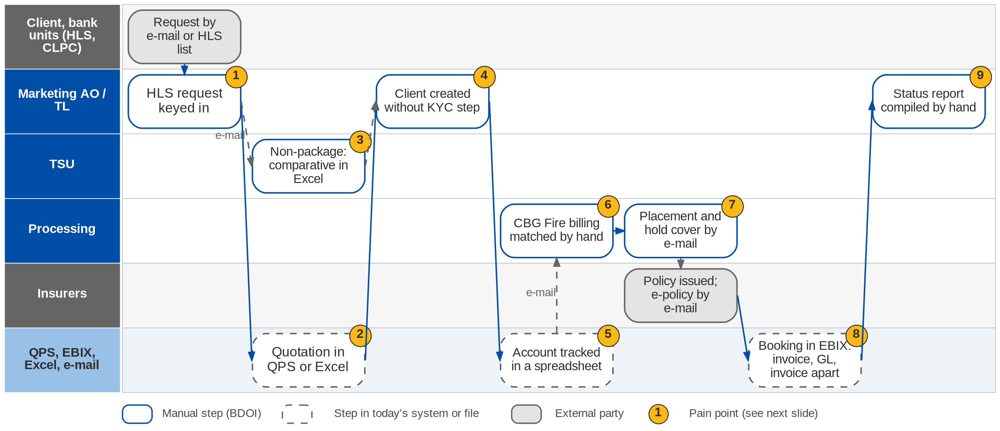 Client, bank
units (HLS,
CLPC)
Request by
e-mail or HLS
list
Marketing AO /
TL
1
HLS request
keyed in
4
Client created
without KYC step
9
Status report
compiled by hand
e-mail
TSU
3
Non-package:
comparative in
Excel
Processing
6
CBG Fire billing
matched by hand
7
Placement and
hold cover by
e-mail
Insurers
e-mail
Policy issued;
e-policy by
e-mail
QPS, EBIX,
Excel, e-mail
2
Quotation in
QPS or Excel
5
Account tracked
in a spreadsheet
8
Booking in EBIX:
invoice, GL,
invoice apart
Manual step (BDOI)
Step in today's system or file
External party
1
Pain point (see next slide)